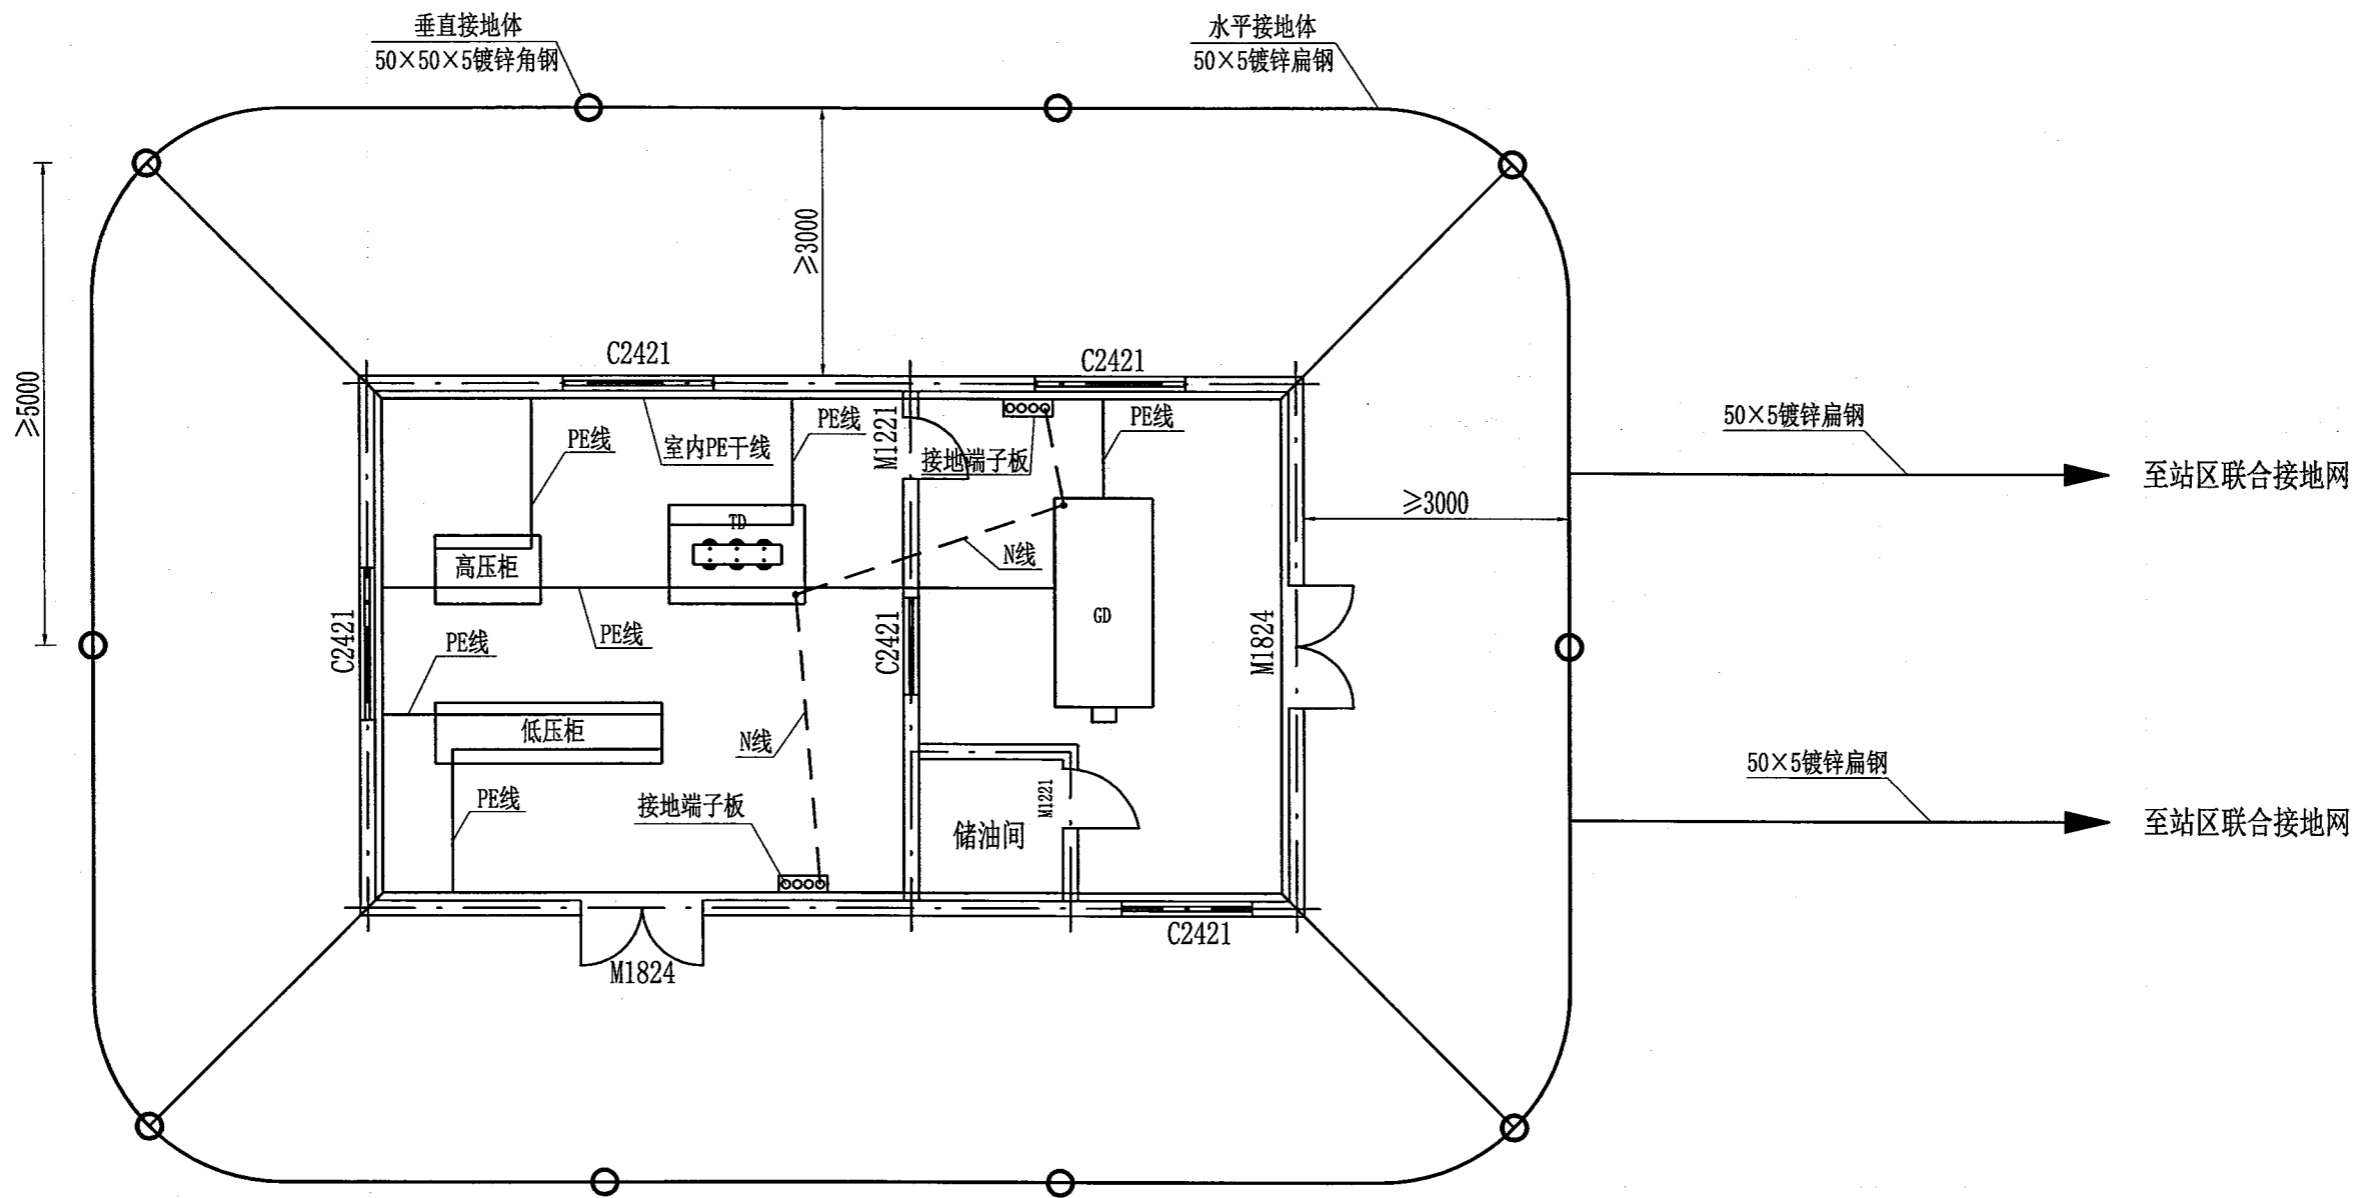 垂直接地体
50×50×5镀锌角钢
水平接地体
50×5镀锌扁钢
≥3000
≥5000
C2421
C2421
PE线
室内PE干线
PE线
M1221
接地端子板
PE线
50×5镀锌扁钢
至站区联合接地网
≥3000
TD
高压柜
N线
GD
C2421
PE线
PE线
C2421
M1824
低压柜
N线
PE线
接地端子板
M1221
储油间
50×5镀锌扁钢
至站区联合接地网
C2421
M1824